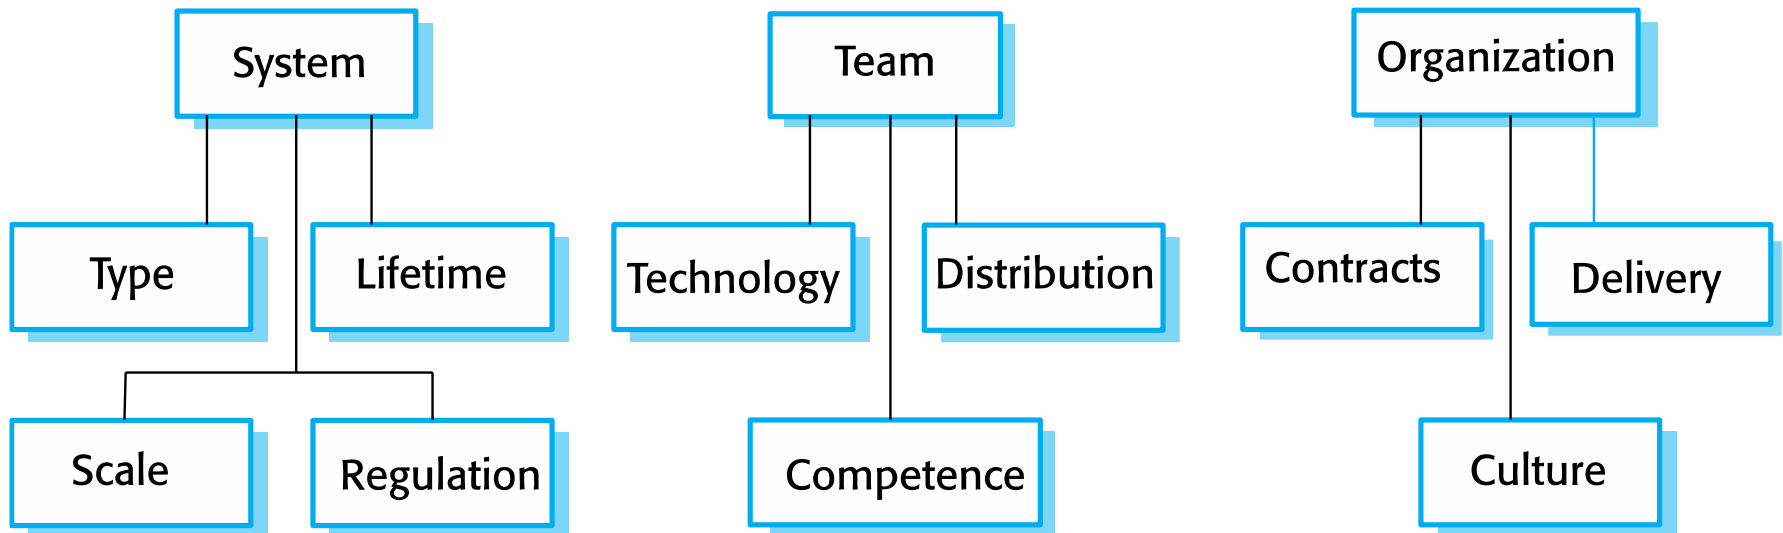 System
Team
Organization
Type
Lifetime
Technology
Distribution
Contracts
Delivery
Scale
Regulation
Competence
Culture